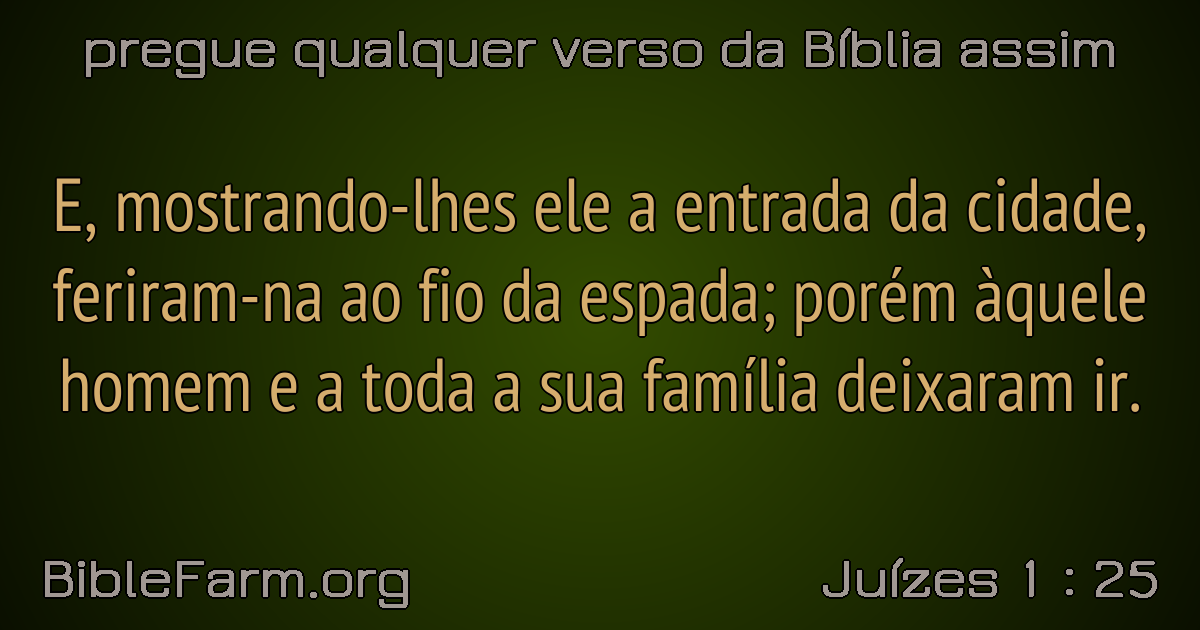 pregue qualquer verso da Bíblia assim
E, mostrando-lhes ele a entrada da cidade,
feriram-na ao fio da espada; porém àquele
homem e a toda a sua família deixaram ir.
BibleFarm.org
Juízes 1 : 25